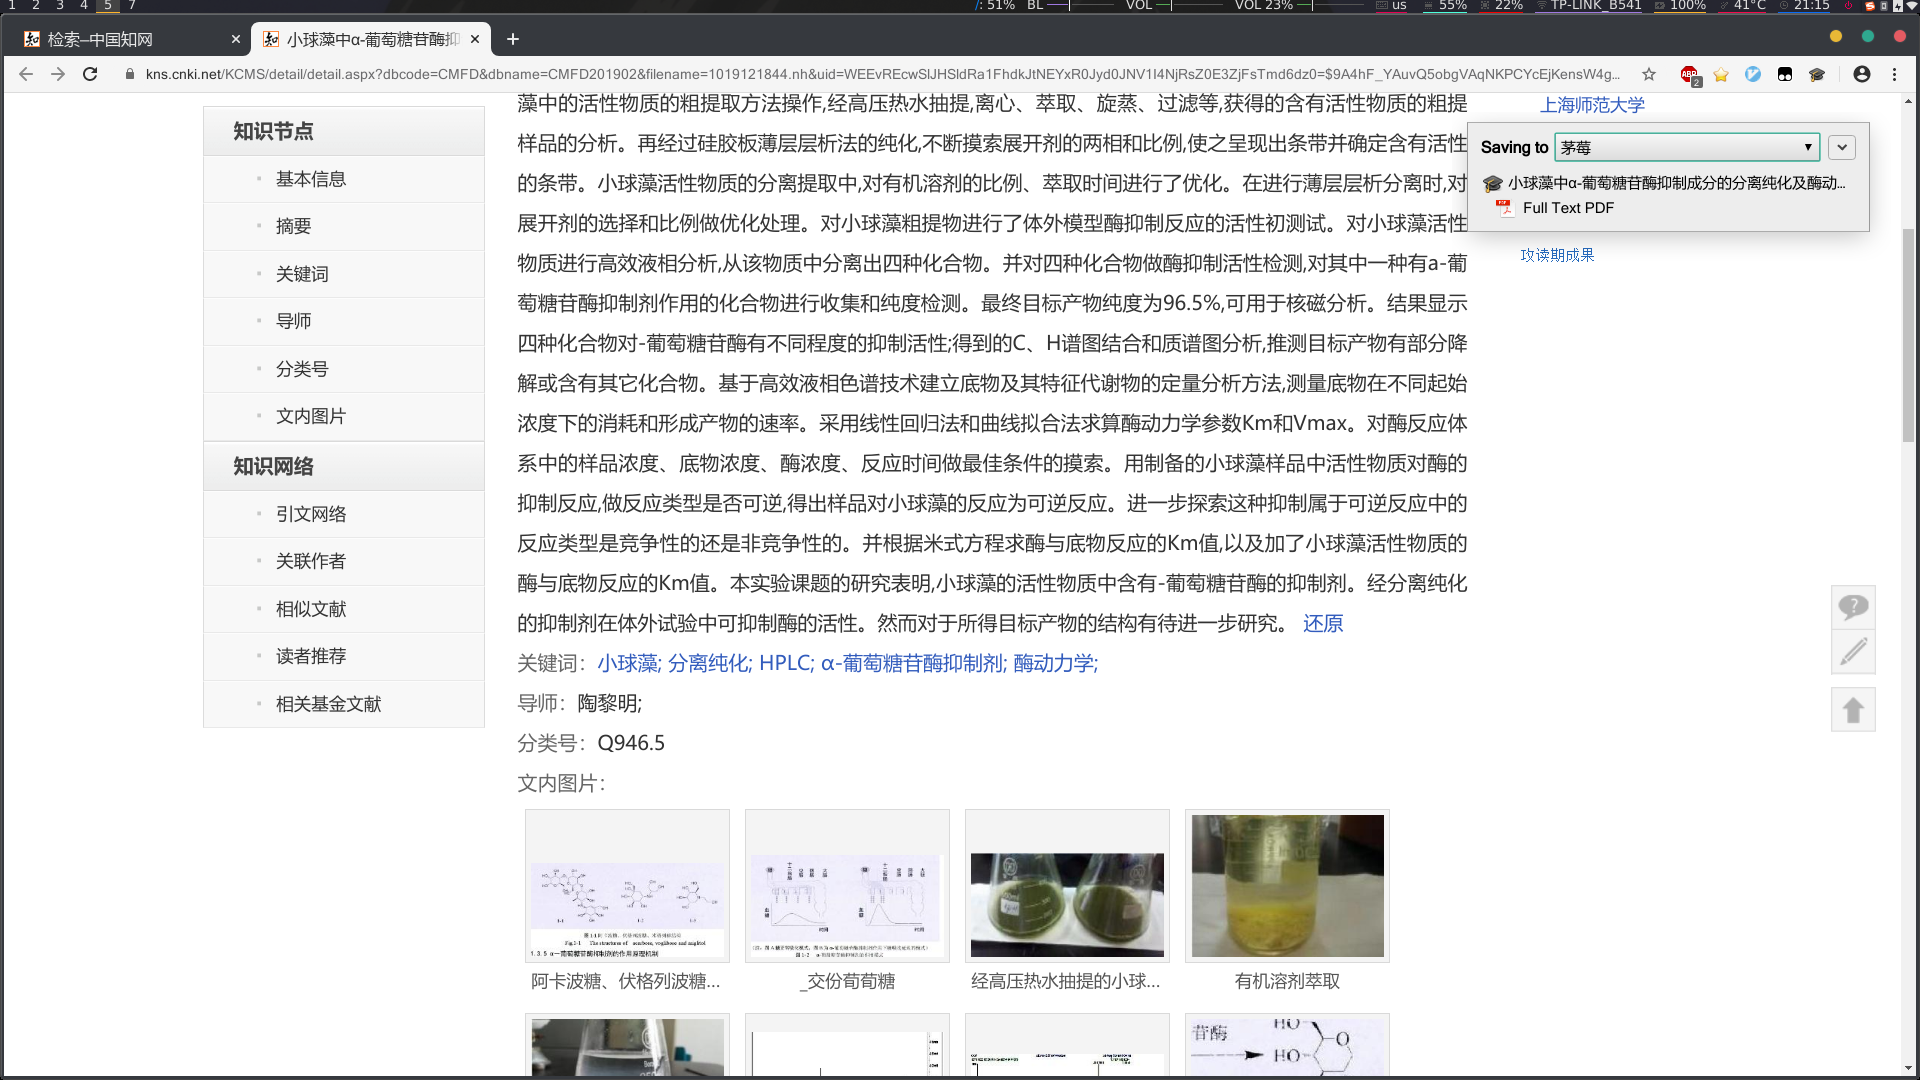 1 2 3 4 5 7
/: 51% BL VOL VOL 23% us 55% 22% TP-LINK_B541 100% 41°C 21:15
检索–中国知网
小球藻中α-葡萄糖苷酶抑
kns.cnki.net/KCMS/detail/detail.aspx?dbcode=CMFD&dbname=CMFD201902&filename=1019121844.nh&uid=WEEvREcwSlJHSldRa1FhdkJtNEYxR0Jyd0JNV1I4NjRsZ0E3ZjFsTmd6dz0=$9A4hF_YAuvQ5obgVAqNKPCYcEjKensW4g...
ABP 2
知识节点
基本信息
摘要
关键词
导师
分类号
文内图片
知识网络
引文网络
关联作者
相似文献
读者推荐
相关基金文献
藻中的活性物质的粗提取方法操作,经高压热水抽提,离心、萃取、旋蒸、过滤等,获得的含有活性物质的粗提
样品的分析。再经过硅胶板薄层层析法的纯化,不断摸索展开剂的两相和比例,使之呈现出条带并确定含有活性
的条带。小球藻活性物质的分离提取中,对有机溶剂的比例、萃取时间进行了优化。在进行薄层层析分离时,对
展开剂的选择和比例做优化处理。对小球藻粗提物进行了体外模型酶抑制反应的活性初测试。对小球藻活性
物质进行高效液相分析,从该物质中分离出四种化合物。并对四种化合物做酶抑制活性检测,对其中一种有a-葡
萄糖苷酶抑制剂作用的化合物进行收集和纯度检测。最终目标产物纯度为96.5%,可用于核磁分析。结果显示
四种化合物对-葡萄糖苷酶有不同程度的抑制活性;得到的C、H谱图结合和质谱图分析,推测目标产物有部分降
解或含有其它化合物。基于高效液相色谱技术建立底物及其特征代谢物的定量分析方法,测量底物在不同起始
浓度下的消耗和形成产物的速率。采用线性回归法和曲线拟合法求算酶动力学参数Km和Vmax。对酶反应体
系中的样品浓度、底物浓度、酶浓度、反应时间做最佳条件的摸索。用制备的小球藻样品中活性物质对酶的
抑制反应,做反应类型是否可逆,得出样品对小球藻的反应为可逆反应。进一步探索这种抑制属于可逆反应中的
反应类型是竞争性的还是非竞争性的。并根据米式方程求酶与底物反应的Km值,以及加了小球藻活性物质的
酶与底物反应的Km值。本实验课题的研究表明,小球藻的活性物质中含有-葡萄糖苷酶的抑制剂。经分离纯化
的抑制剂在体外试验中可抑制酶的活性。然而对于所得目标产物的结构有待进一步研究。 还原
关键词：小球藻; 分离纯化; HPLC; α-葡萄糖苷酶抑制剂; 酶动力学;
导师：陶黎明;
分类号：Q946.5
文内图片：
Fig.1-1 The structures of acarbose, voglibose and miglitol
1.3.5 α一葡萄糖苷酶抑制剂的作用原理机制
阿卡波糖、伏格列波糖...
时间
时间
_交份荀荀糖
经高压热水抽提的小球...
有机溶剂萃取
苷酶
HO
HO
O
上海师范大学
Saving to 茅莓
小球藻中α-葡萄糖苷酶抑制成分的分离纯化及酶动...
Full Text PDF
攻读期成果